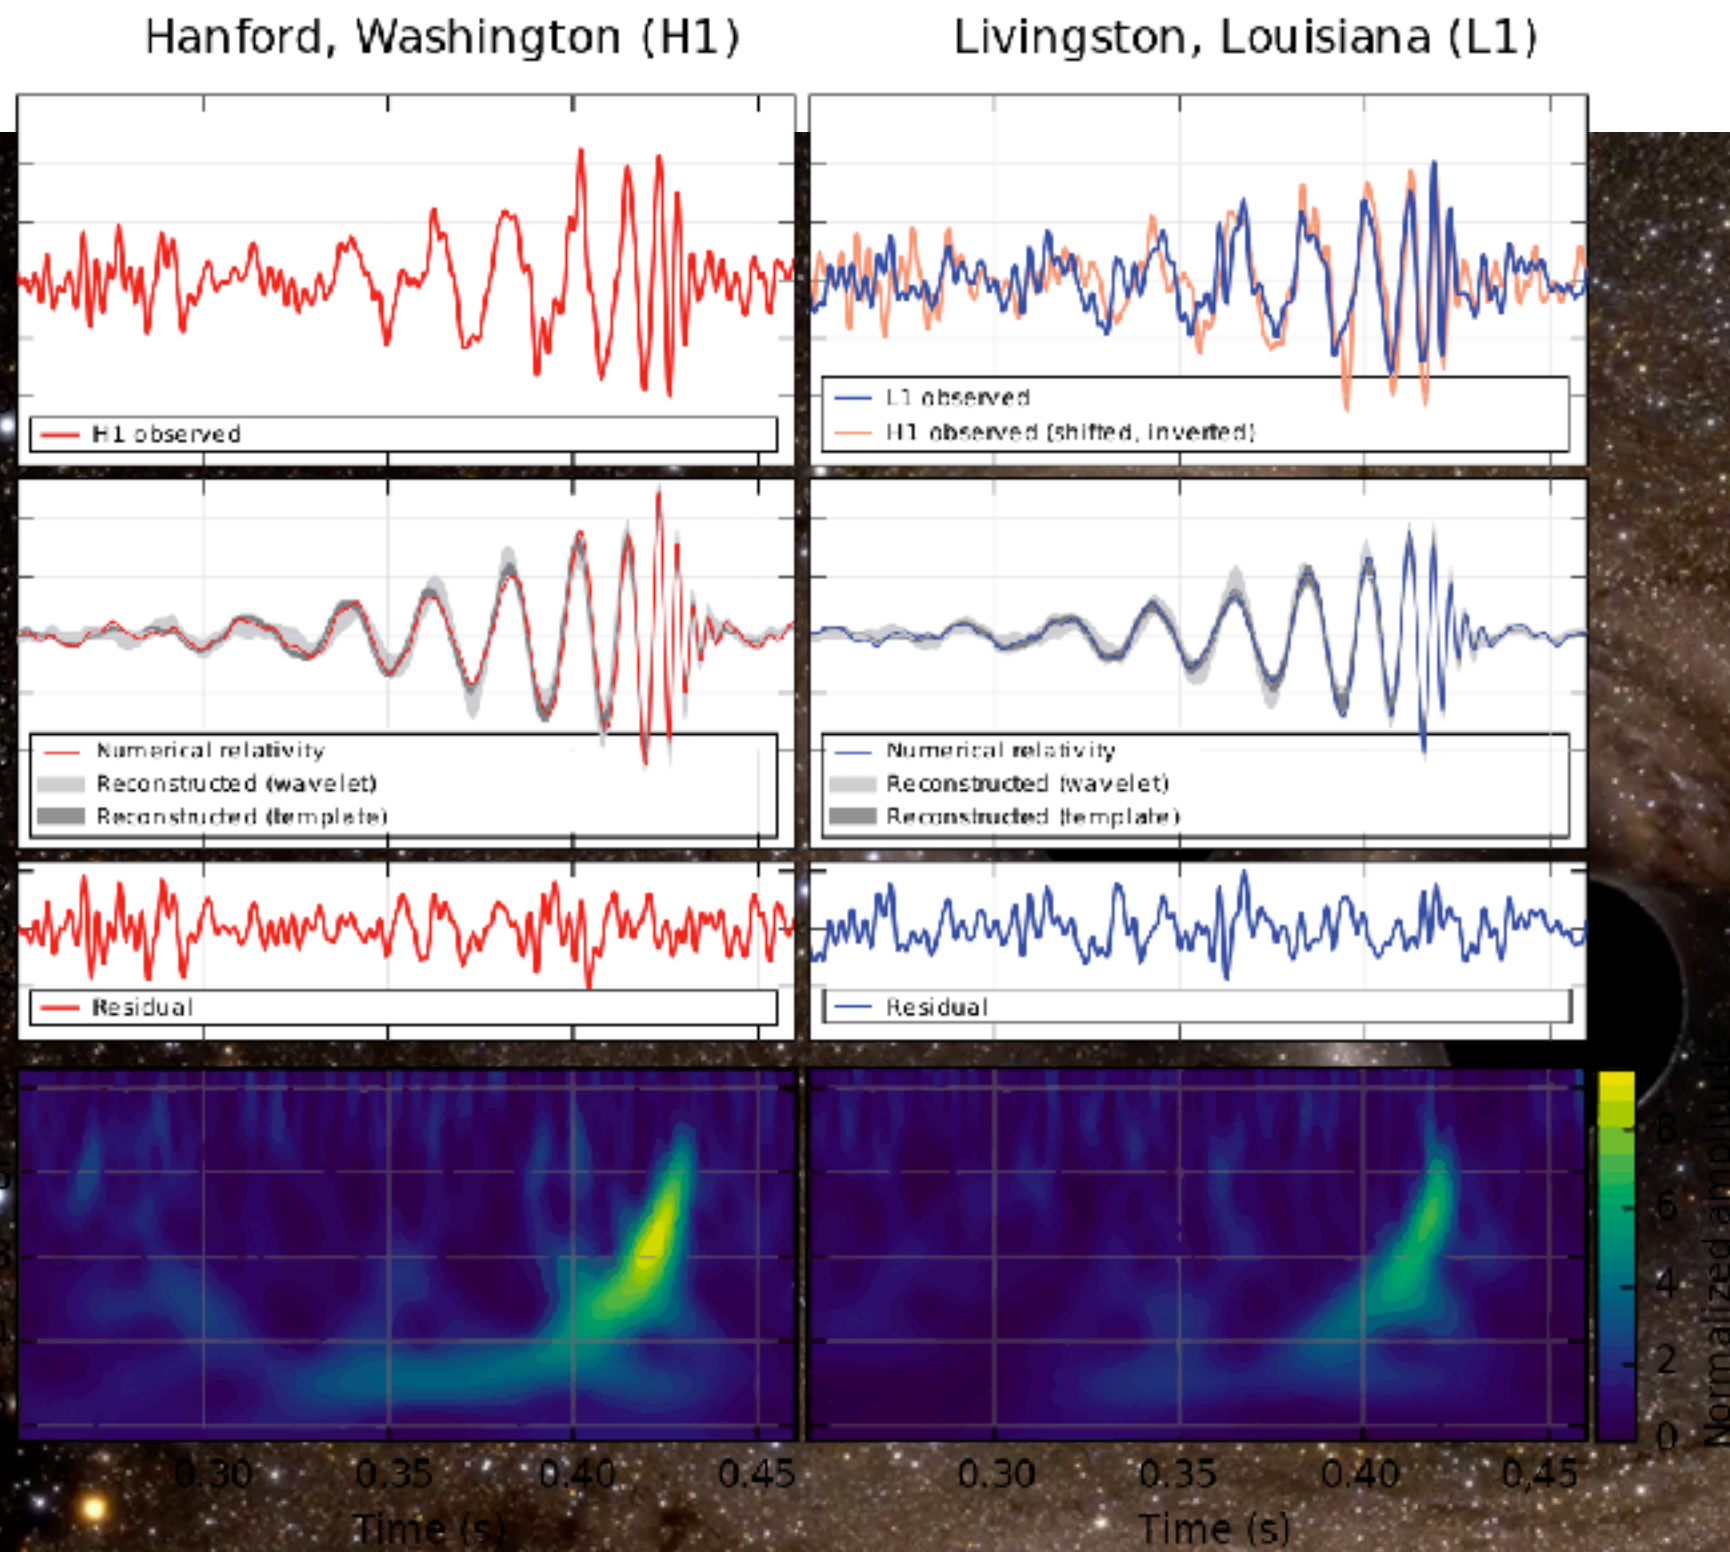 Hanford, Washington (H1)
Livingston, Louisiana (L1)
H1 observed
L1 observed
H1 observed (shifted, inverted)
Numerical relativity
Reconstructed (wavelet)
Reconstructed (template)
Numerical relativity
Reconstructed (wavelet)
Reconstructed (template)
Residual
Residual
8
6
4
2
0
Normalized amplitude
0.30 0.35 0.40 0.45
0.30 0.35 0.40 0,45
Time (s)
Time (s)